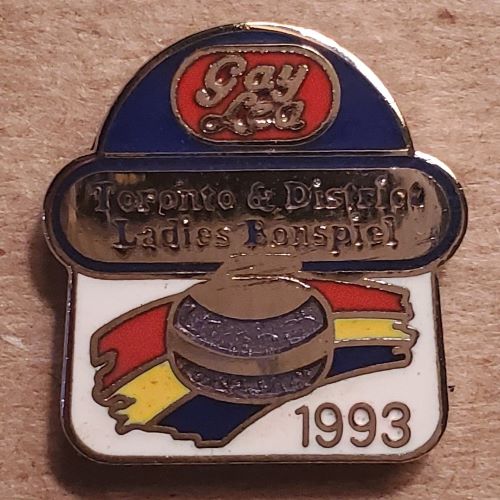 Gay
Lea
Toronto & District
Ladies Bonspiel
1993